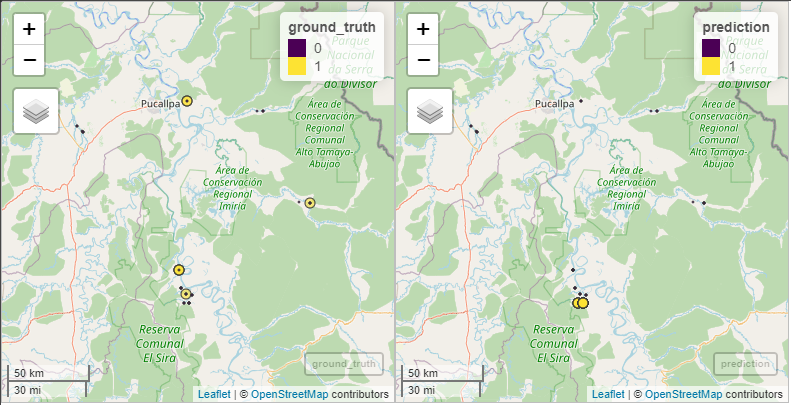 +
−
ground_truth
0
1
Parque
Nacional
da Serra
do Divisor
Pucallpa
Área de
Conservación
Regional
Comunal
Alto Tamaya-
Abujao
Área de
Conservación
Regional
Imiría
Reserva
Comunal
El Sira
ground_truth
50 km
30 mi
Leaflet | © OpenStreetMap contributors
+
−
prediction
0
1
Parque
Nacional
da Serra
do Divisor
Pucallpa
Área de
Conservación
Regional
Comunal
Alto Tamaya-
Abujao
Área de
Conservación
Regional
Imiría
Reserva
Comunal
El Sira
prediction
50 km
30 mi
Leaflet | © OpenStreetMap contributors